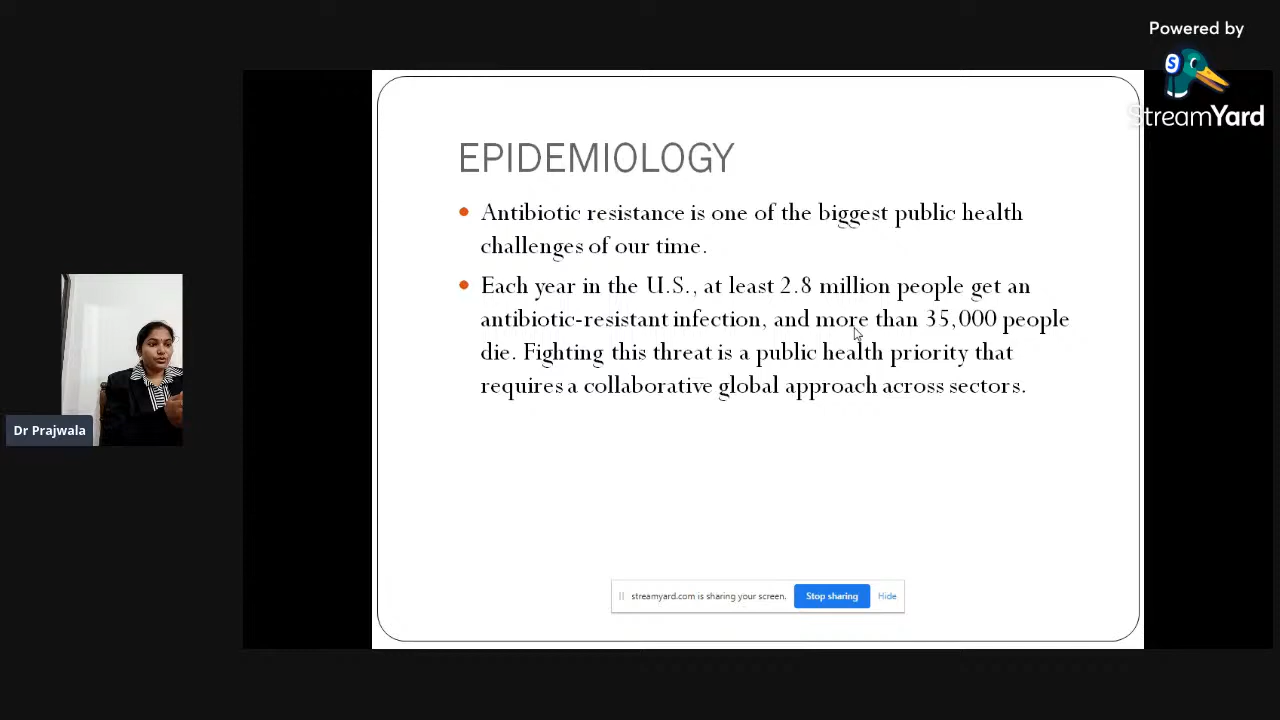 Powered by
StreamYard
EPIDEMIOLOGY
Antibiotic resistance is one of the biggest public health
challenges of our time.
Each year in the U.S., at least 2.8 million people get an
antibiotic-resistant infection, and more than 35,000 people
die. Fighting this threat is a public health priority that
requires a collaborative global approach across sectors.
Dr Prajwala
streamyard.com is sharing your screen. Stop sharing Hide